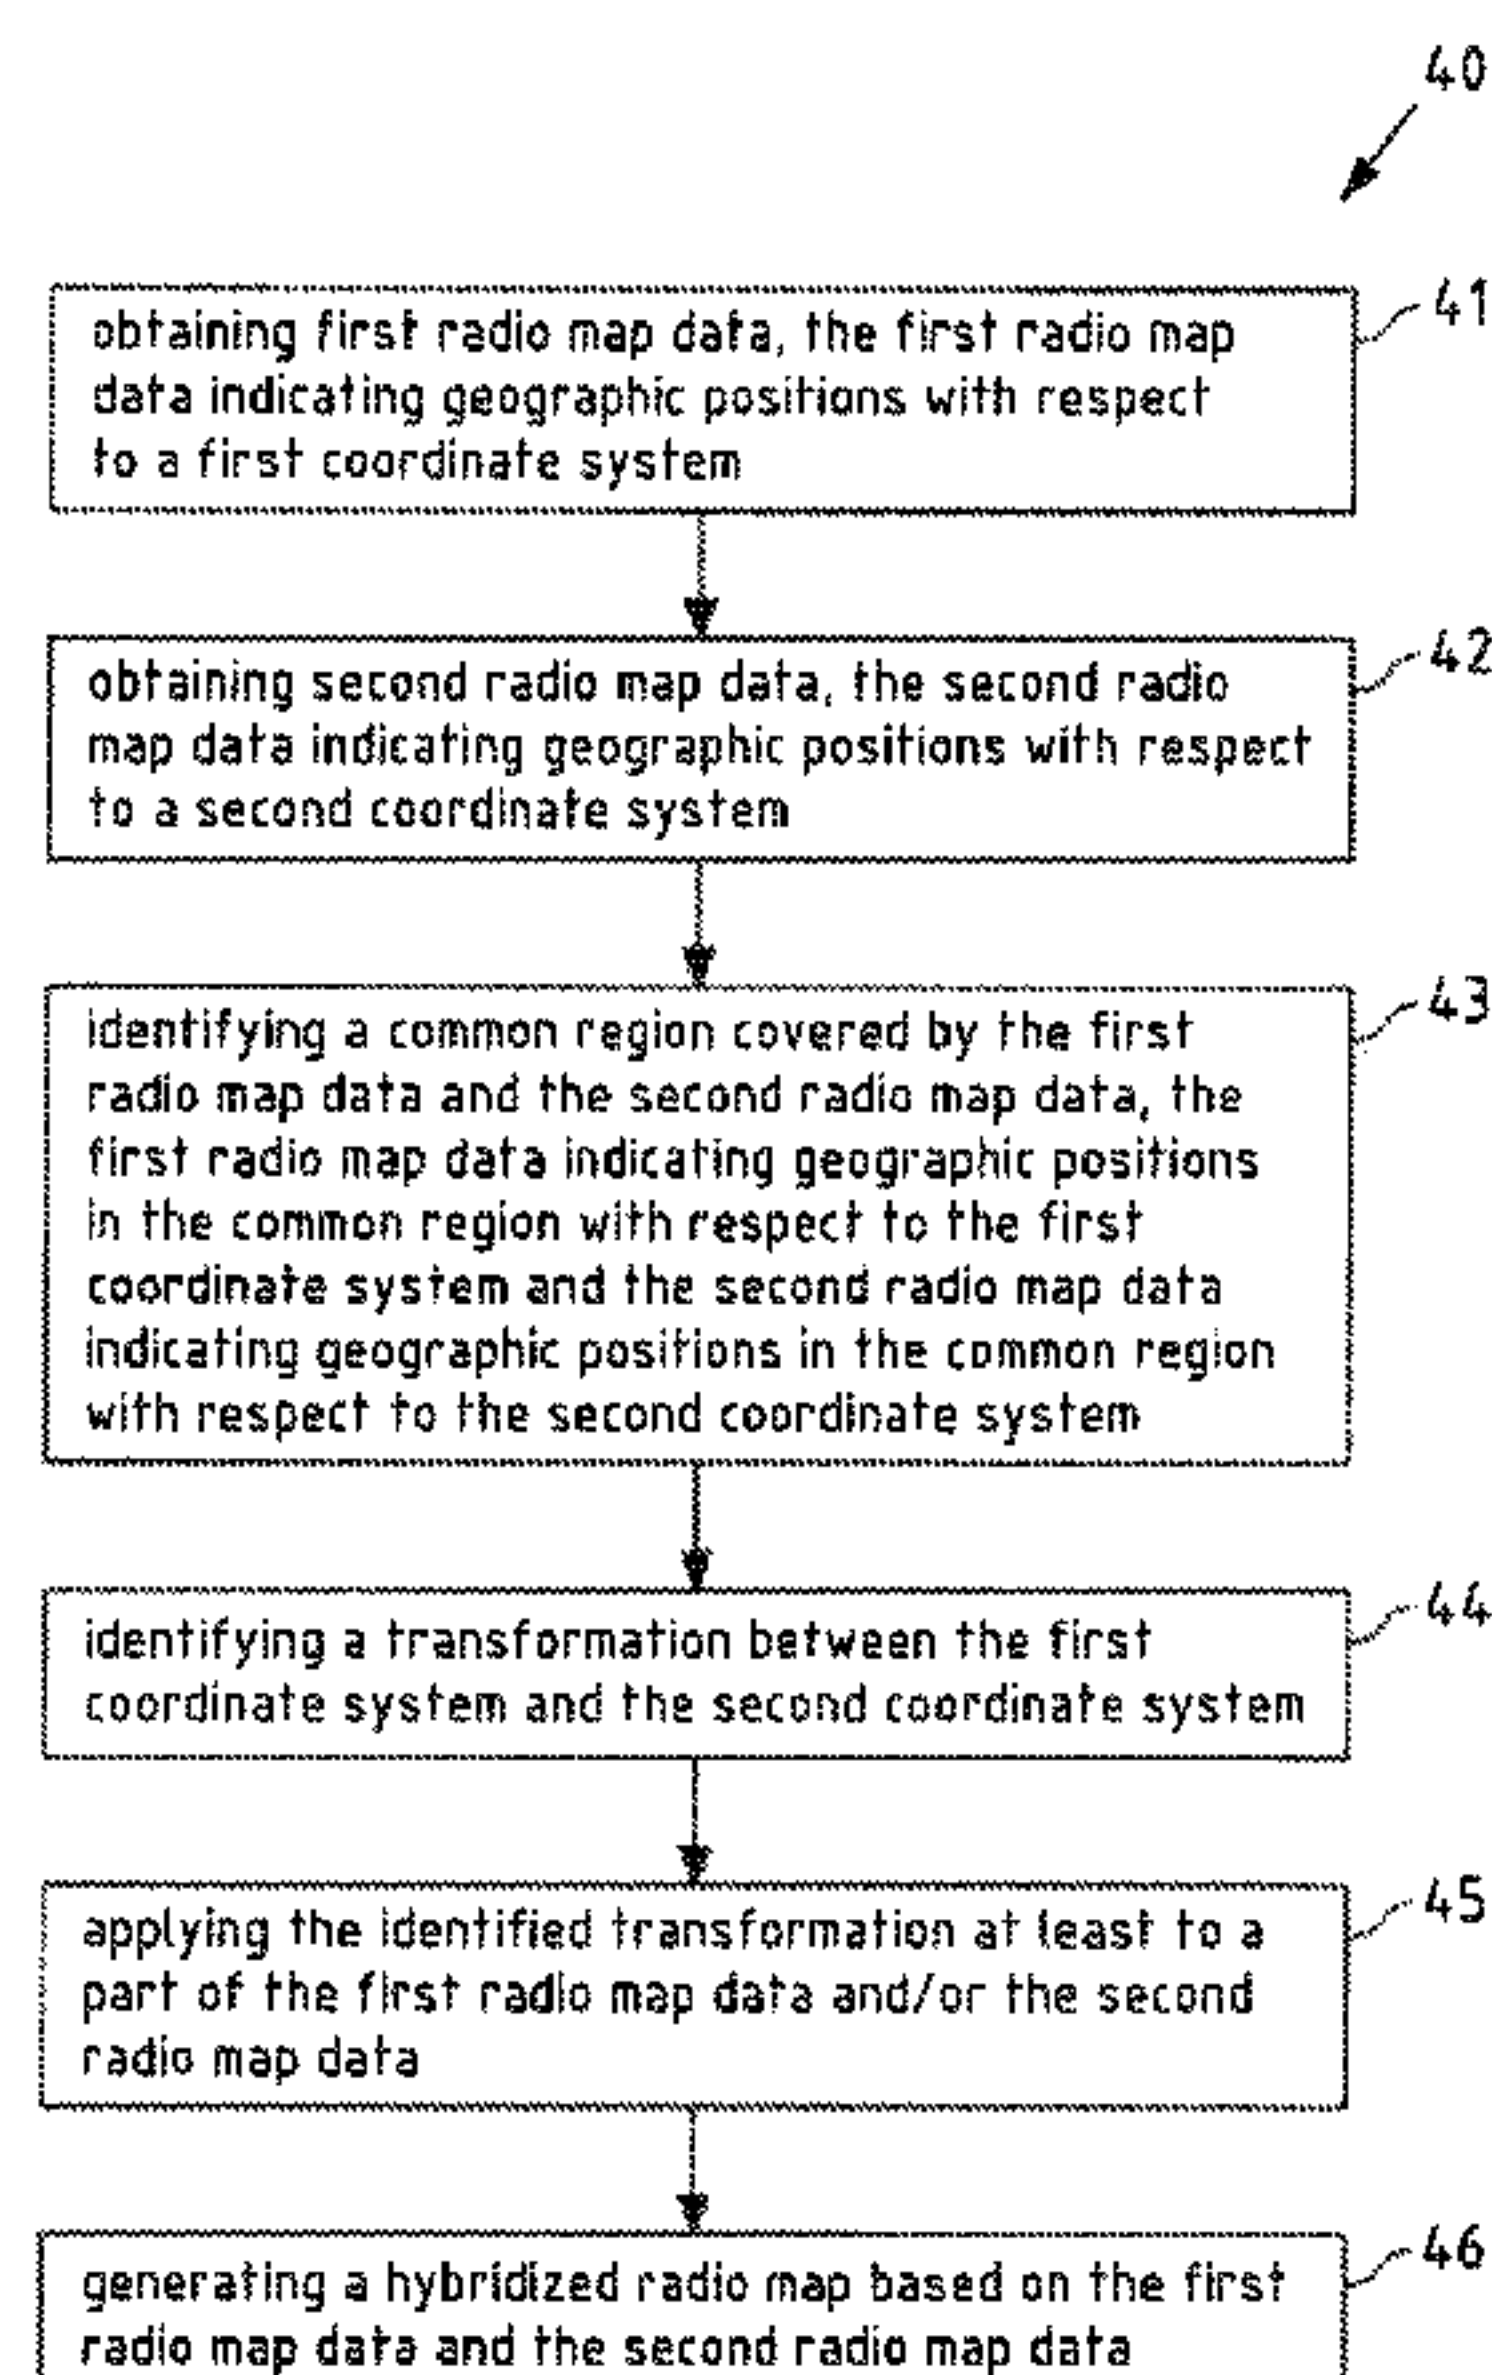 40
41
obtaining first radio map data, the first radio map
data indicating geographic positions with respect
to a first coordinate system
42
obtaining second radio map data, the second radio
map data indicating geographic positions with respect
to a second coordinate system
43
identifying a common region covered by the first
radio map data and the second radio map data, the
first radio map data indicating geographic positions
in the common region with respect to the first
coordinate system and the second radio map data
indicating geographic positions in the common region
with respect to the second coordinate system
44
identifying a transformation between the first
coordinate system and the second coordinate system
45
applying the identified transformation at least to a
part of the first radio map data and/or the second
radio map data
46
generating a hybridized radio map based on the first
radio map data and the second radio map data